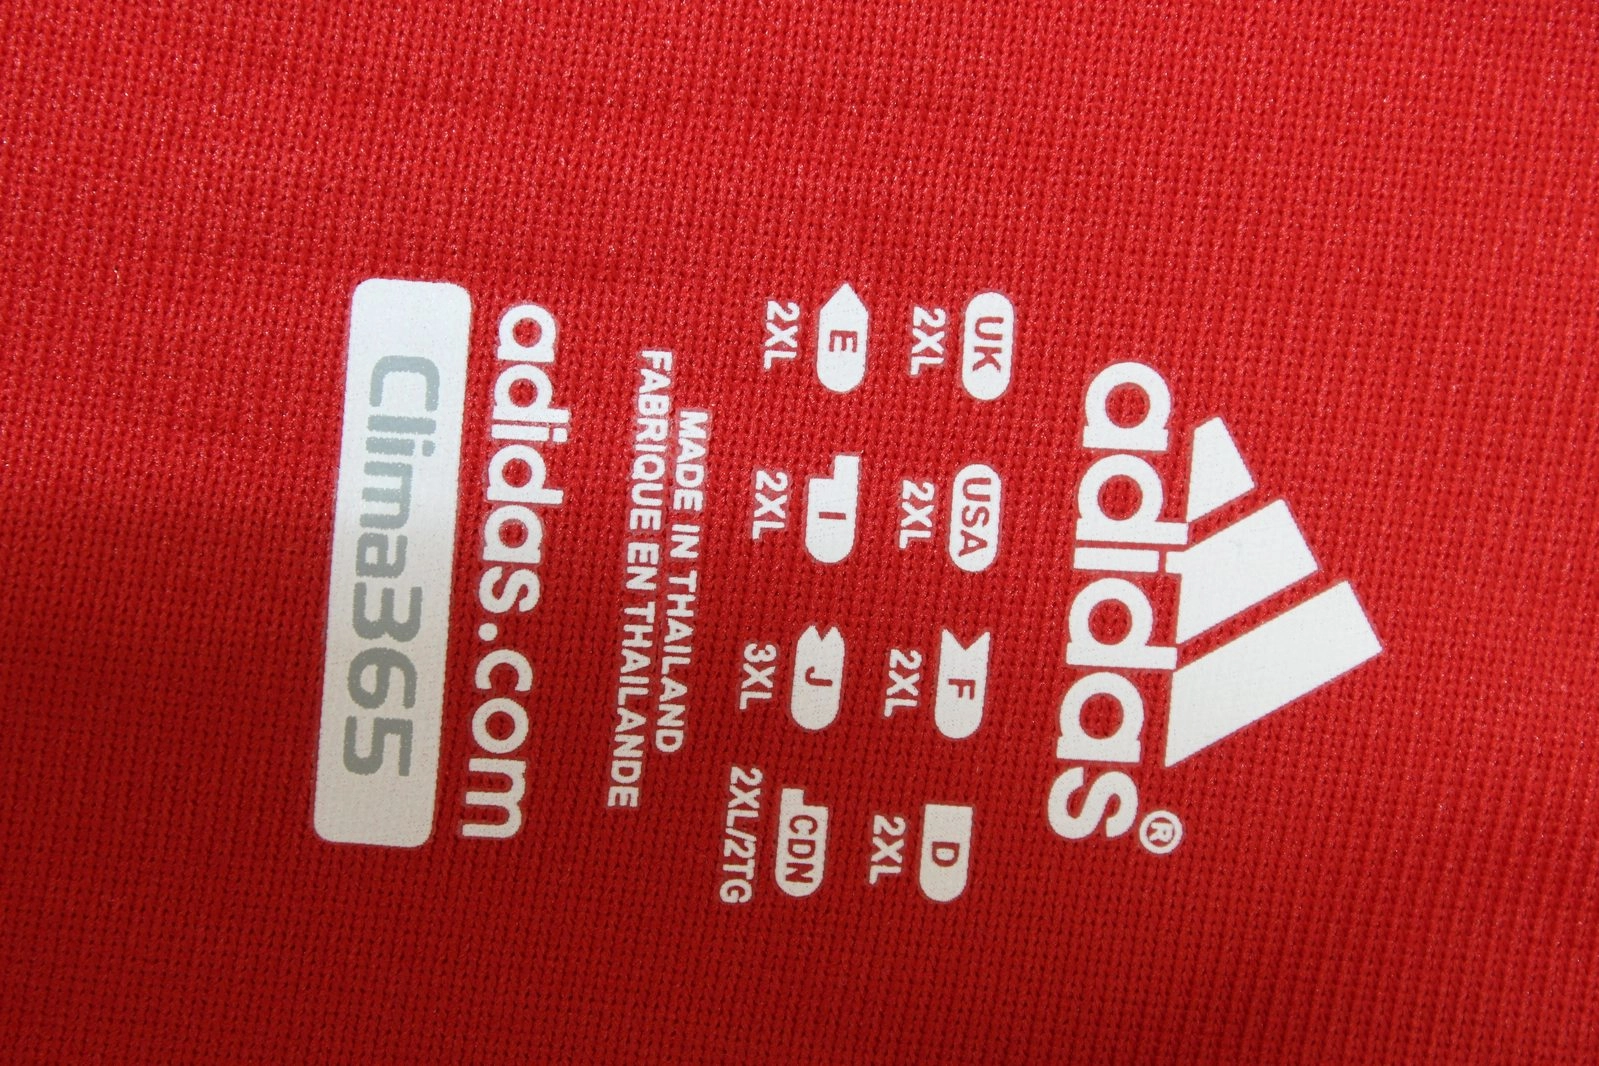 adidas®
UK USA F D
2XL 2XL 2XL 2XL
E I J CDN
2XL 2XL 3XL 2XL/2TG
MADE IN THAILAND
FABRIQUE EN THAILANDE
adidas.com
Clima365